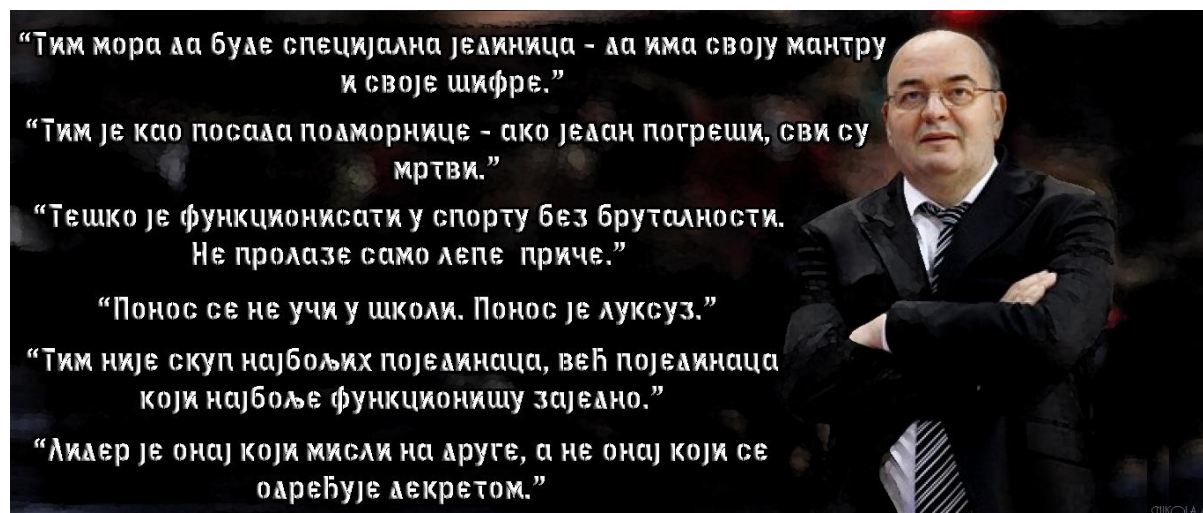 “Тим мора да буде специјална јединица - да има своју мантру
и своје шифре.”
“Тим је као посада подморнице - ако један погреши, сви су
мртви.”
“Тешко је функционисати у спорту без бруталности.
Не пролазе само лепе приче.”
“Понос се не учи у школи. Понос је луксуз.”
“Тим није скуп најбољих појединаца, већ појединаца
који најбоље функционишу заједно.”
“Лидер је онај који мисли на друге, а не онај који се
одређује декретом.”